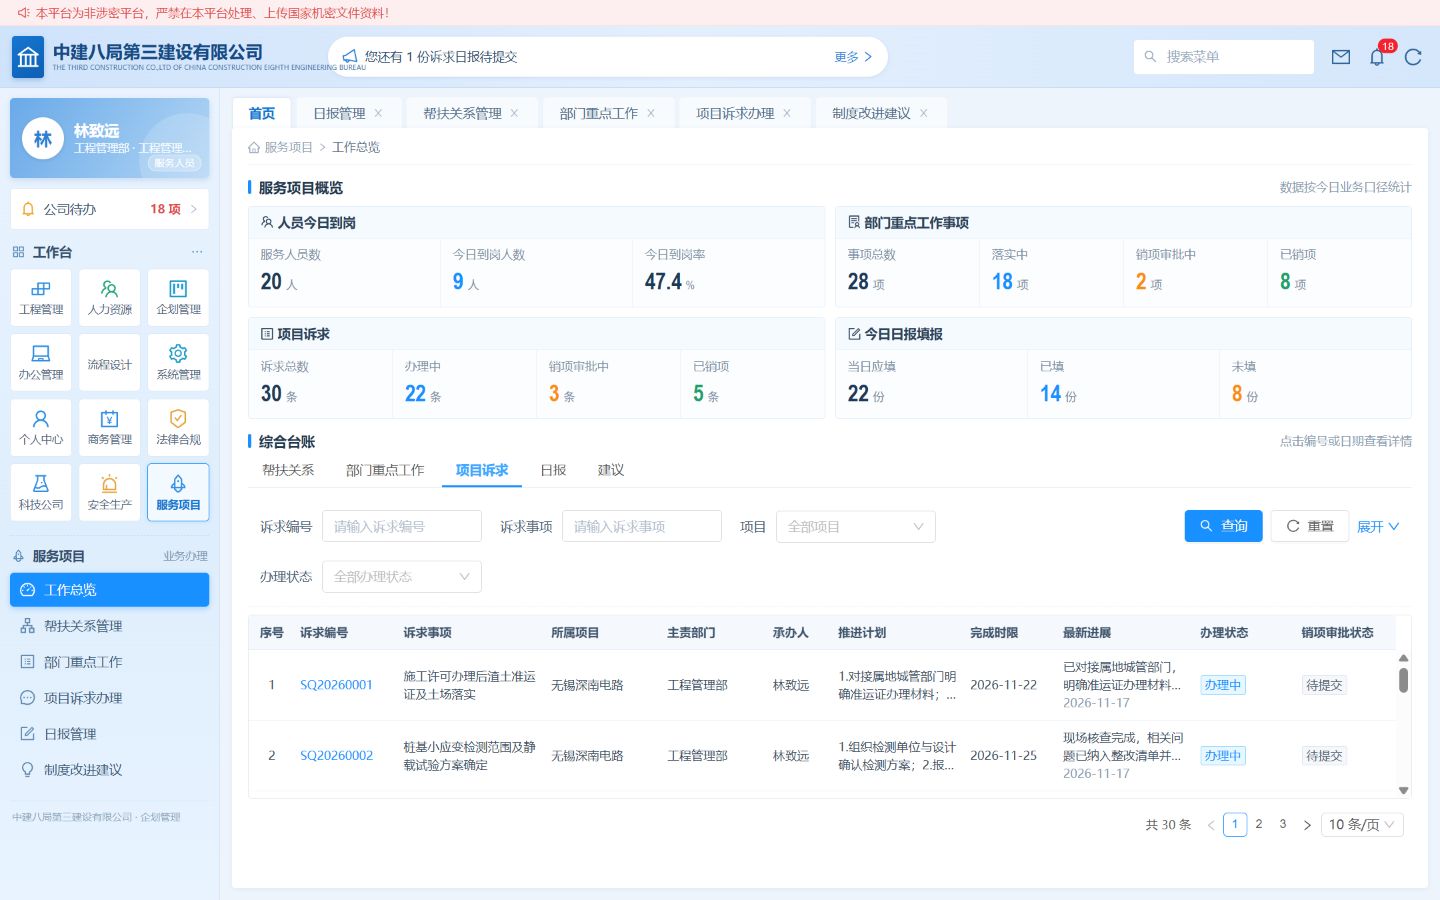 本平台为非涉密平台，严禁在本平台处理、上传国家机密文件资料！
中建八局第三建设有限公司
THE THIRD CONSTRUCTION CO.,LTD OF CHINA CONSTRUCTION EIGHTH ENGINEERING BUREAU
您还有 1 份诉求日报待提交
更多
搜索菜单
18
林
林致远
工程管理部 · 工程管理...
服务人员
公司待办 18 项
工作台
工程管理 人力资源 企划管理
办公管理 流程设计 系统管理
个人中心 商务管理 法律合规
科技公司 安全生产 服务项目
服务项目 业务办理
工作总览
帮扶关系管理
部门重点工作
项目诉求办理
日报管理
制度改进建议
中建八局第三建设有限公司 · 企划管理
首页 日报管理 帮扶关系管理 部门重点工作 项目诉求办理 制度改进建议
服务项目 > 工作总览
服务项目概览 数据按今日业务口径统计
人员今日到岗
服务人员数 今日到岗人数 今日到岗率
20 人 9 人 47.4 %
部门重点工作事项
事项总数 落实中 销项审批中 已销项
28 项 18 项 2 项 8 项
项目诉求
诉求总数 办理中 销项审批中 已销项
30 条 22 条 3 条 5 条
今日日报填报
当日应填 已填 未填
22 份 14 份 8 份
综合台账 点击编号或日期查看详情
帮扶关系 部门重点工作 项目诉求 日报 建议
诉求编号 请输入诉求编号 诉求事项 请输入诉求事项 项目 全部项目 查询 重置 展开
办理状态 全部办理状态
序号 诉求编号 诉求事项 所属项目 主责部门 承办人 推进计划 完成时限 最新进展 办理状态 销项审批状态
1 SQ20260001 施工许可办理后渣土准运证及土场落实 无锡深南电路 工程管理部 林致远 1.对接属地城管部门明确准运证办理材料；... 2026-11-22 已对接属地城管部门，明确准运证办理材料... 2026-11-17 办理中 待提交
2 SQ20260002 桩基小应变检测范围及静载试验方案确定 无锡深南电路 工程管理部 林致远 1.组织检测单位与设计确认检测方案；2.报... 2026-11-25 现场核查完成，相关问题已纳入整改清单并... 2026-11-17 办理中 待提交
共 30 条 < 1 2 3 > 10 条/页